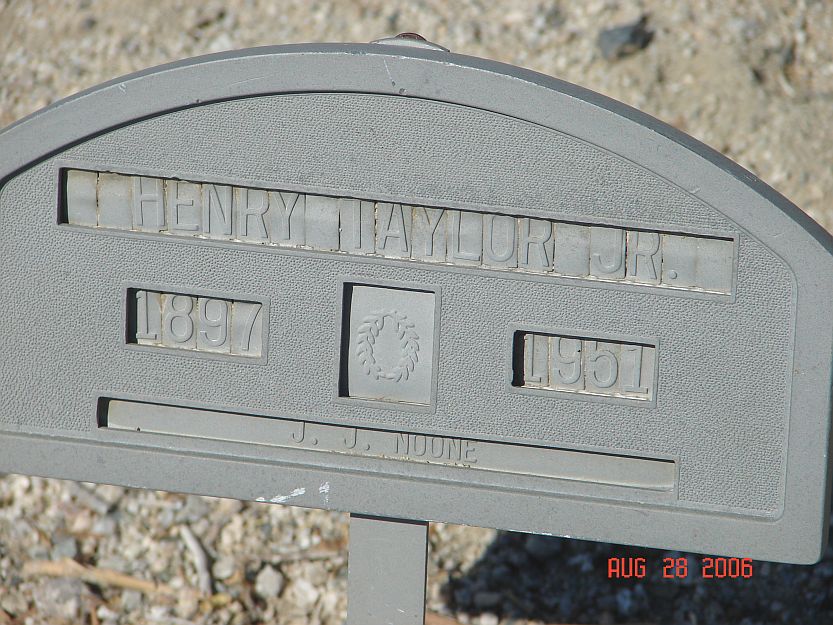 HENRY TAYLOR JR.
1897 1951
J. J. NOONE
AUG 28 2006